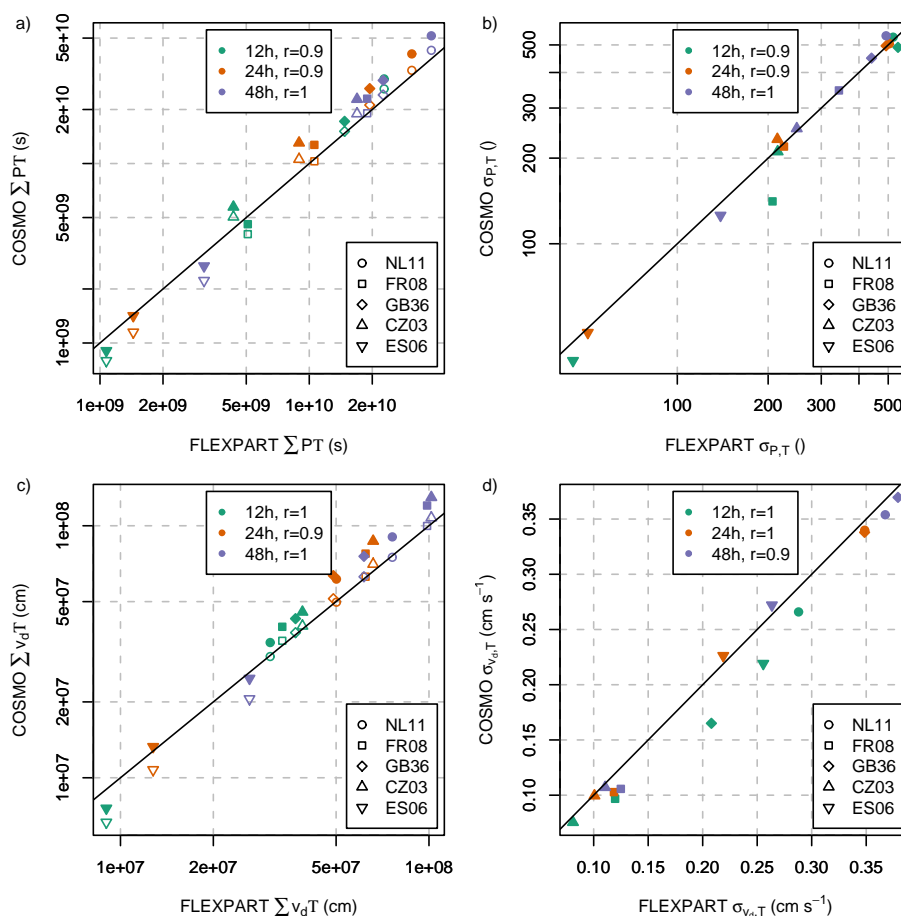 a)
COSMO ∑ PT (s)
5e+10
2e+10
5e+09
1e+09
12h, r=0.9
24h, r=0.9
48h, r=1
NL11
FR08
GB36
CZ03
ES06
1e+09 2e+09 5e+09 1e+10 2e+10
FLEXPART ∑ PT (s)
b)
COSMO σP,T ()
500
300
200
100
12h, r=0.9
24h, r=0.9
48h, r=1
NL11
FR08
GB36
CZ03
ES06
100 200 300 500
FLEXPART σP,T ()
c)
COSMO ∑ vdT (cm)
1e+08
5e+07
2e+07
1e+07
12h, r=1
24h, r=0.9
48h, r=1
NL11
FR08
GB36
CZ03
ES06
1e+07 2e+07 5e+07 1e+08
FLEXPART ∑ vdT (cm)
d)
COSMO σvd,T (cm s⁻¹)
0.35
0.30
0.25
0.20
0.15
0.10
12h, r=1
24h, r=1
48h, r=0.9
NL11
FR08
GB36
CZ03
ES06
0.10 0.15 0.20 0.25 0.30 0.35
FLEXPART σvd,T (cm s⁻¹)